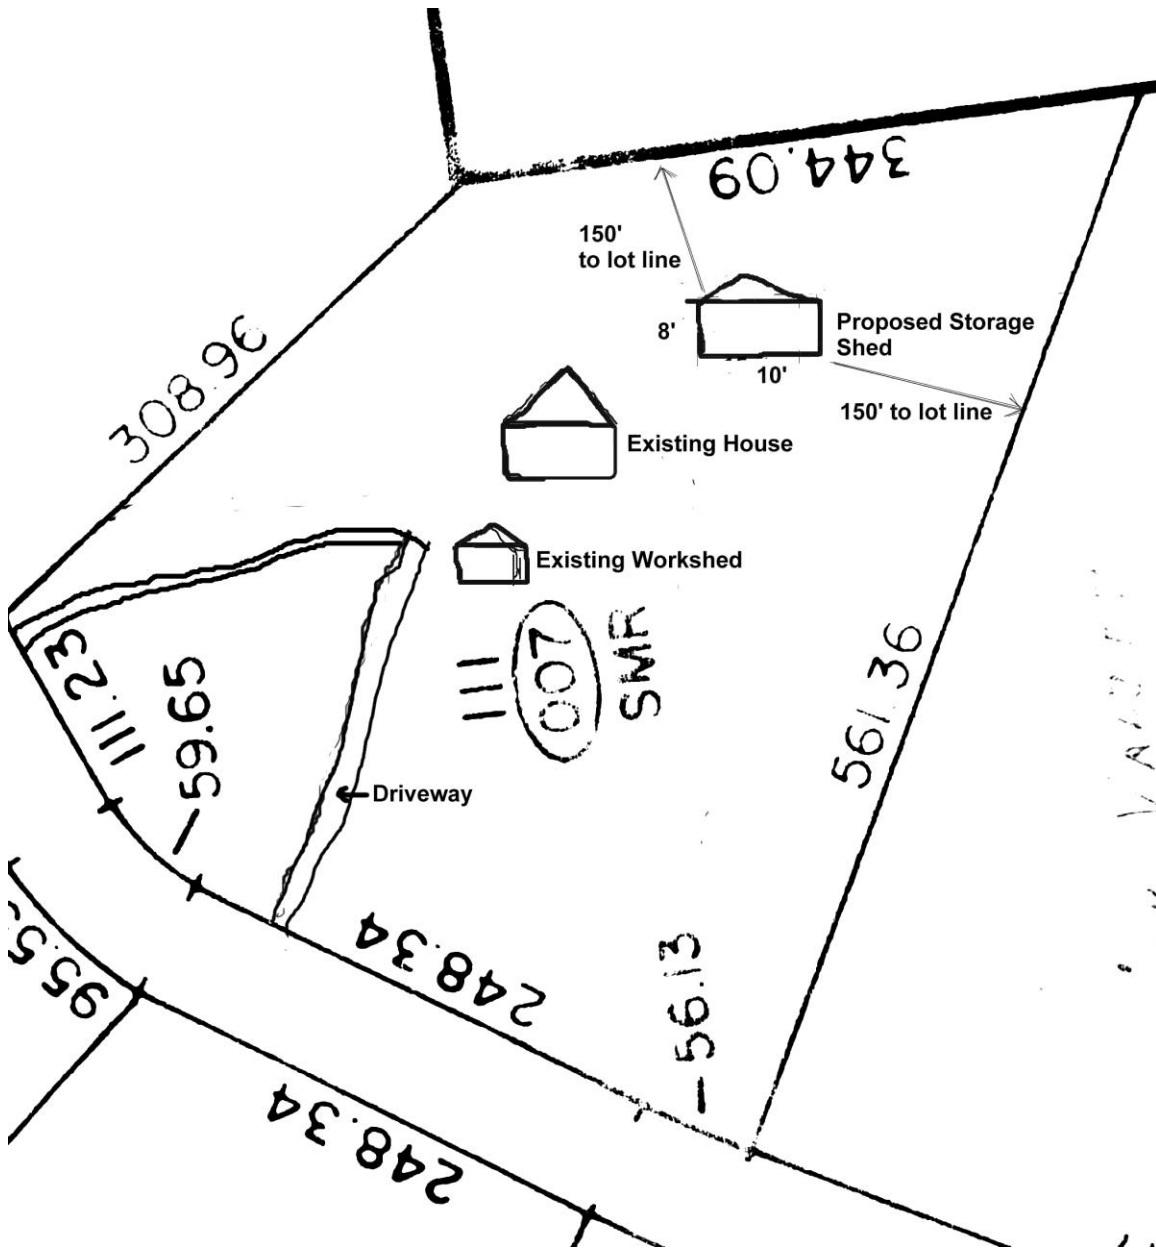 344.09
150'
to lot line
8'
Proposed Storage
Shed
10'
150' to lot line
308.96
Existing House
Existing Workshed
111.23
59.65
111
007
SMR
561.36
Driveway
248.34
56.13
248.34